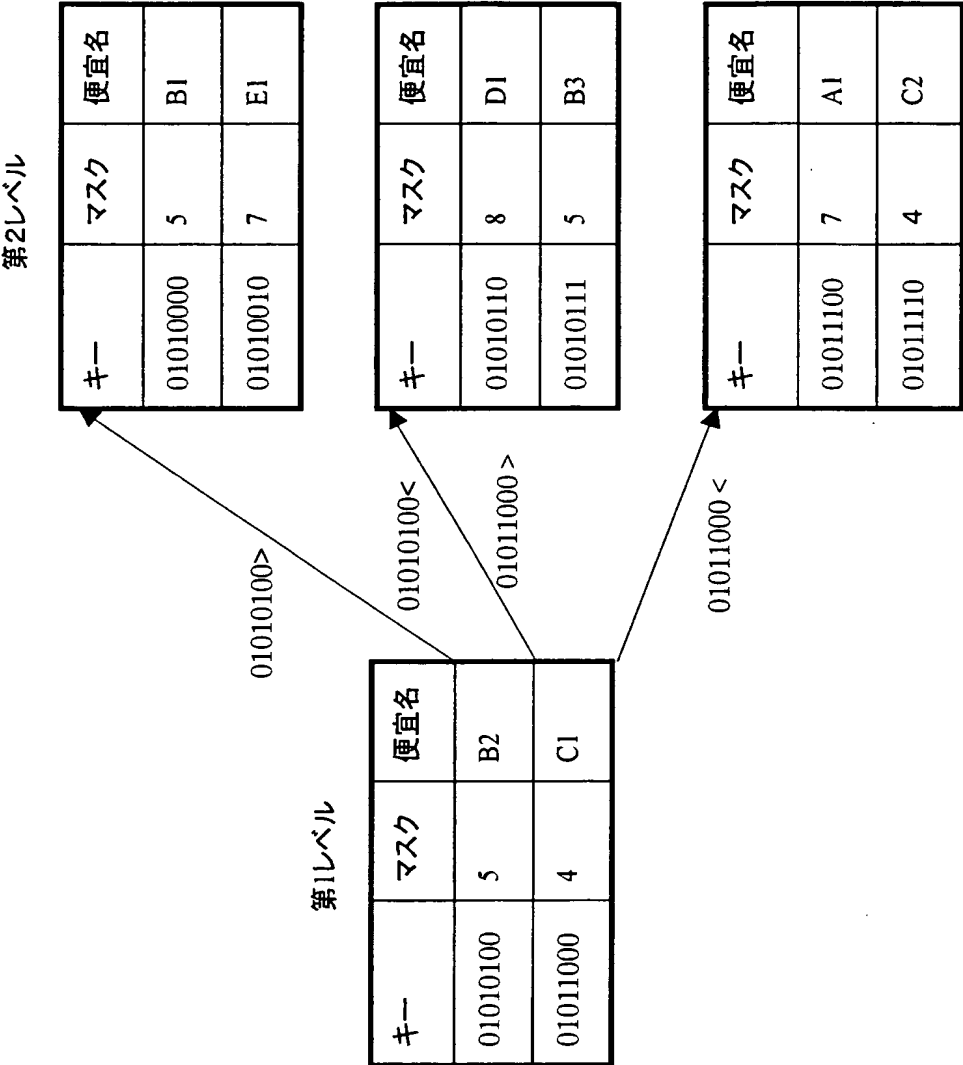 第1レベル
キー マスク 便宜名
01010100 5 B2
01011000 4 C1
01010100>
01010100<
01011000>
01011000<
第2レベル
キー マスク 便宜名
01010000 5 B1
01010010 7 E1
キー マスク 便宜名
01010110 8 D1
01010111 5 B3
キー マスク 便宜名
01011100 7 A1
01011110 4 C2